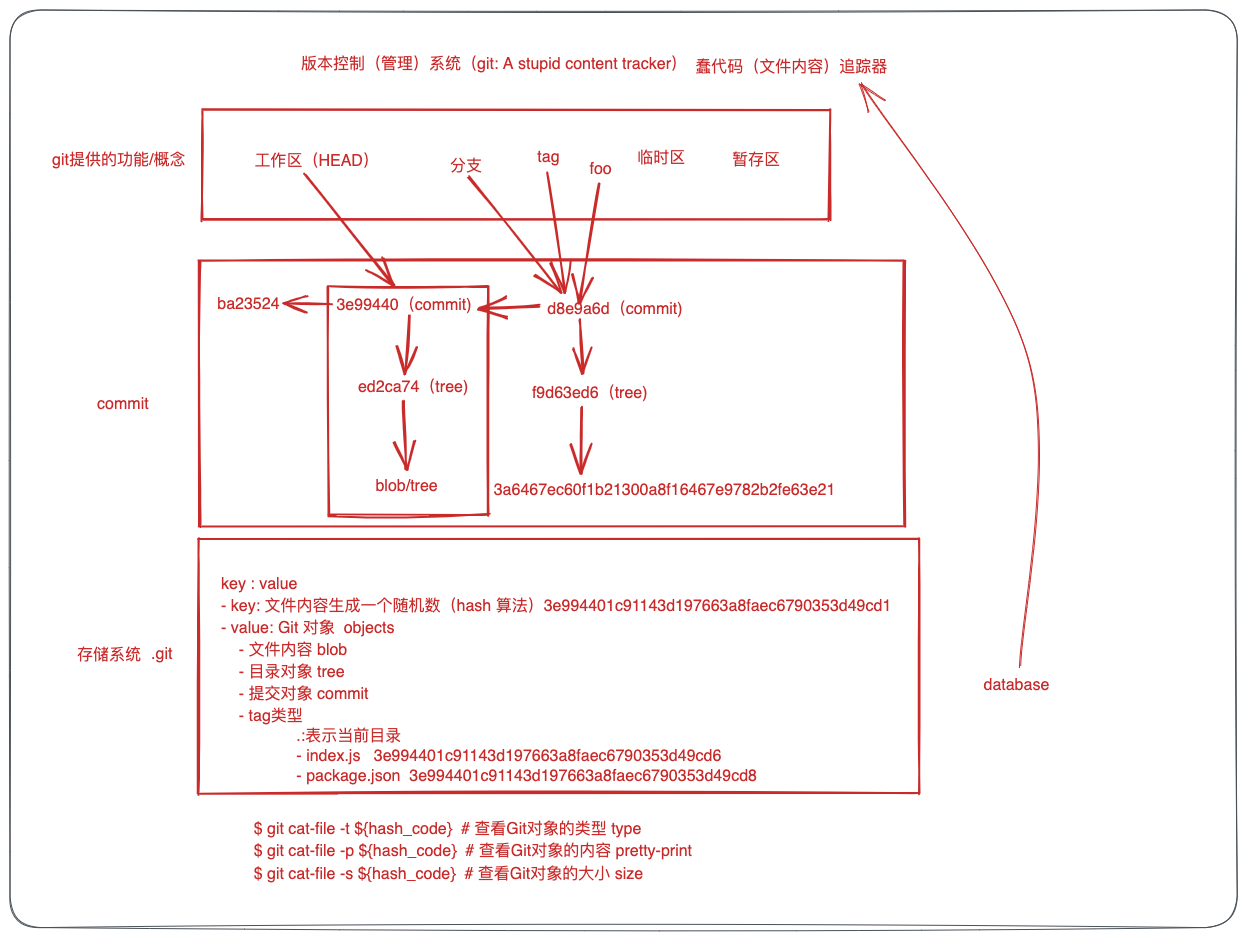 版本控制（管理）系统（git: A stupid content tracker） 蠢代码（文件内容）追踪器
git提供的功能/概念
工作区（HEAD）
分支
tag
foo
临时区
暂存区
commit
ba23524
3e99440（commit)
d8e9a6d（commit)
ed2ca74（tree)
f9d63ed6（tree)
blob/tree
3a6467ec60f1b21300a8f16467e9782b2fe63e21
存储系统 .git
key : value
- key: 文件内容生成一个随机数（hash 算法）3e994401c91143d197663a8faec6790353d49cd1
- value: Git 对象 objects
- 文件内容 blob
- 目录对象 tree
- 提交对象 commit
- tag类型
.:表示当前目录
- index.js 3e994401c91143d197663a8faec6790353d49cd6
- package.json 3e994401c91143d197663a8faec6790353d49cd8
database
$ git cat-file -t ${hash_code} # 查看Git对象的类型 type
$ git cat-file -p ${hash_code} # 查看Git对象的内容 pretty-print
$ git cat-file -s ${hash_code} # 查看Git对象的大小 size